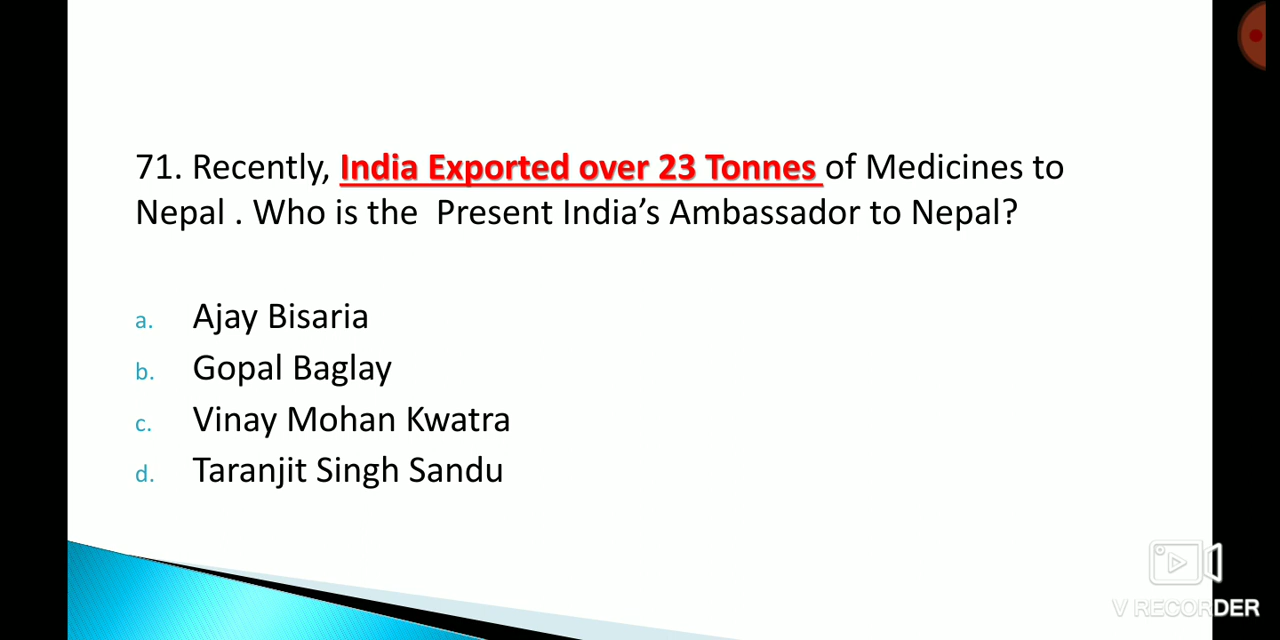 71. Recently, India Exported over 23 Tonnes of Medicines to
Nepal . Who is the Present India’s Ambassador to Nepal?
a. Ajay Bisaria
b. Gopal Baglay
c. Vinay Mohan Kwatra
d. Taranjit Singh Sandu
V RECORDER